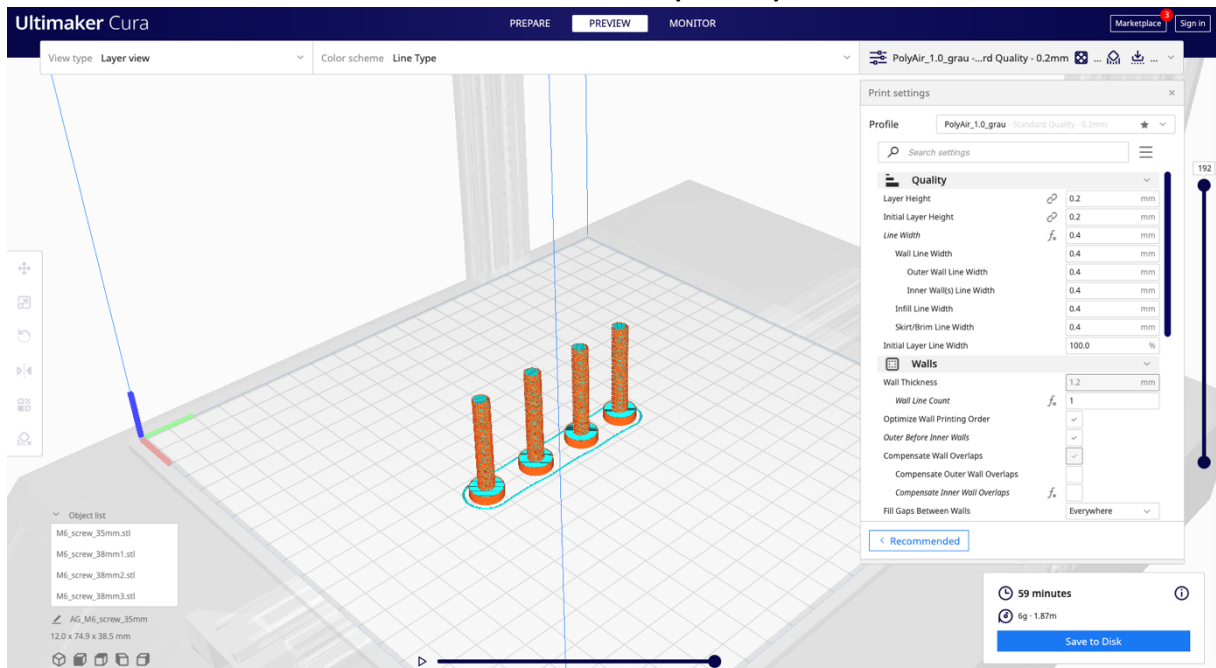 Ultimaker Cura
PREPARE PREVIEW MONITOR
Marketplace 3 Sign in
View type Layer view
Color scheme Line Type
PolyAir_1.0_grau -...rd Quality - 0.2mm ... ...
Print settings ×
Profile PolyAir_1.0_grau - Standard Quality - 0.2mm
Search settings
Quality
Layer Height 0.2 mm
Initial Layer Height 0.2 mm
Line Width fx 0.4 mm
Wall Line Width 0.4 mm
Outer Wall Line Width 0.4 mm
Inner Wall(s) Line Width 0.4 mm
Infill Line Width 0.4 mm
Skirt/Brim Line Width 0.4 mm
Initial Layer Line Width 100.0 %
Walls
Wall Thickness 1.2 mm
Wall Line Count fx 1
Optimize Wall Printing Order
Outer Before Inner Walls
Compensate Wall Overlaps
Compensate Outer Wall Overlaps
Compensate Inner Wall Overlaps fx
Fill Gaps Between Walls Everywhere
< Recommended
192
Object list
M6_screw_35mm.stl
M6_screw_38mm1.stl
M6_screw_38mm2.stl
M6_screw_38mm3.stl
AG_M6_screw_35mm
12.0 x 74.9 x 38.5 mm
59 minutes
6g · 1.87m
Save to Disk